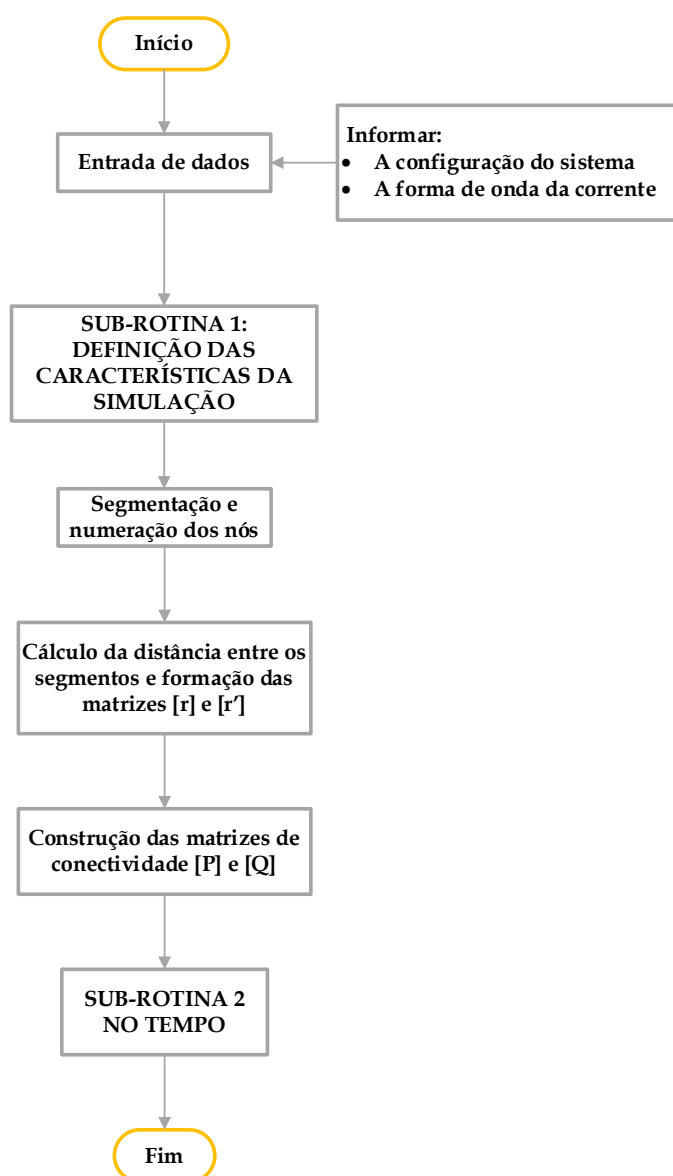 Início
Entrada de dados
Informar:
• A configuração do sistema
• A forma de onda da corrente
SUB-ROTINA 1:
DEFINIÇÃO DAS
CARACTERÍSTICAS DA
SIMULAÇÃO
Segmentação e
numeração dos nós
Cálculo da distância entre os
segmentos e formação das
matrizes [r] e [r’]
Construção das matrizes de
conectividade [P] e [Q]
SUB-ROTINA 2
NO TEMPO
Fim